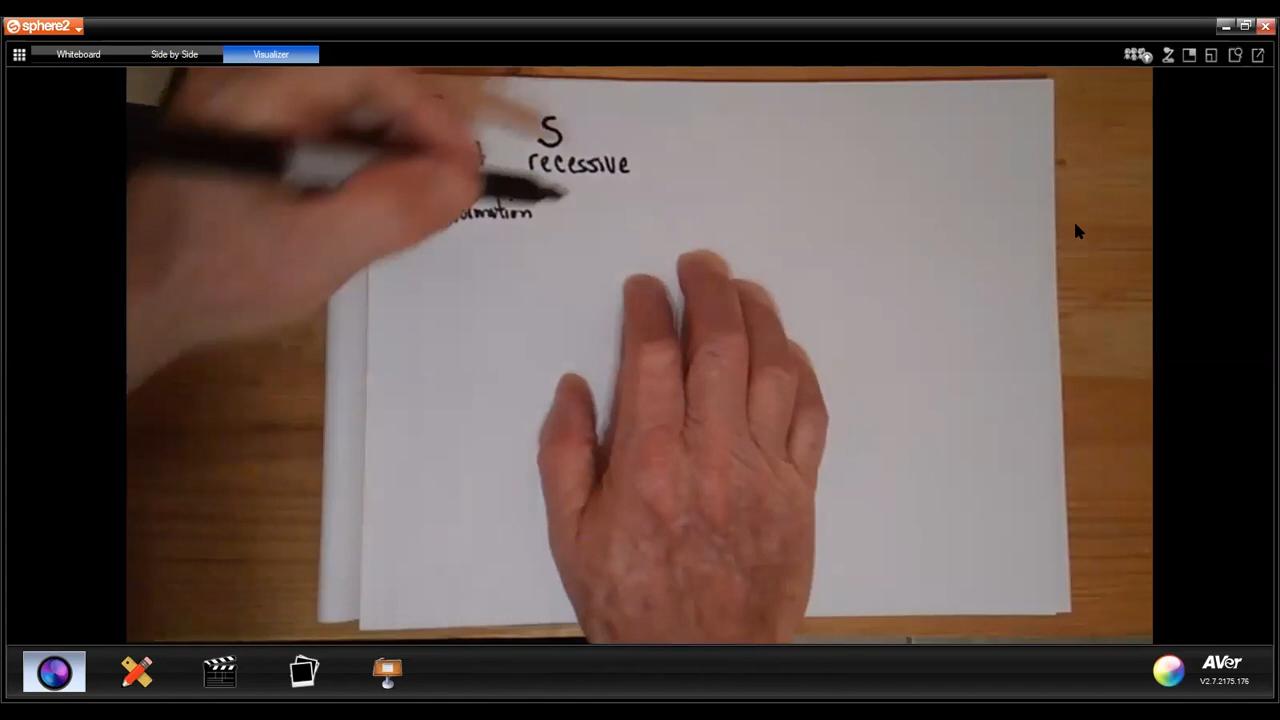 sphere2
Whiteboard Side by Side Visualizer
S
recessive
AVer
V2.7.2175.176